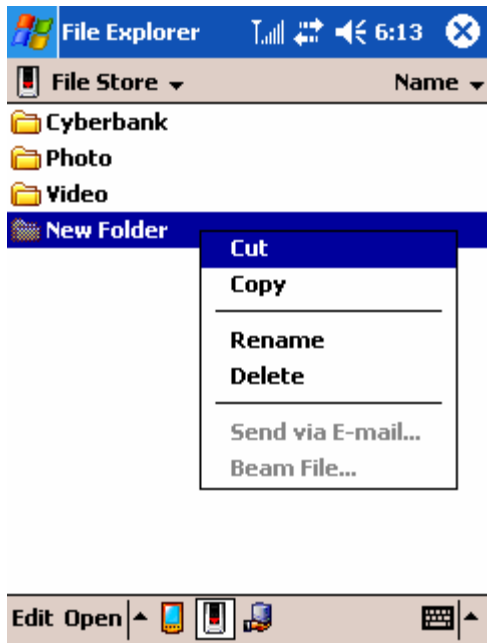 File Explorer 6:13
File Store Name
Cyberbank
Photo
Video
New Folder
Cut
Copy
Rename
Delete
Send via E-mail...
Beam File...
Edit Open